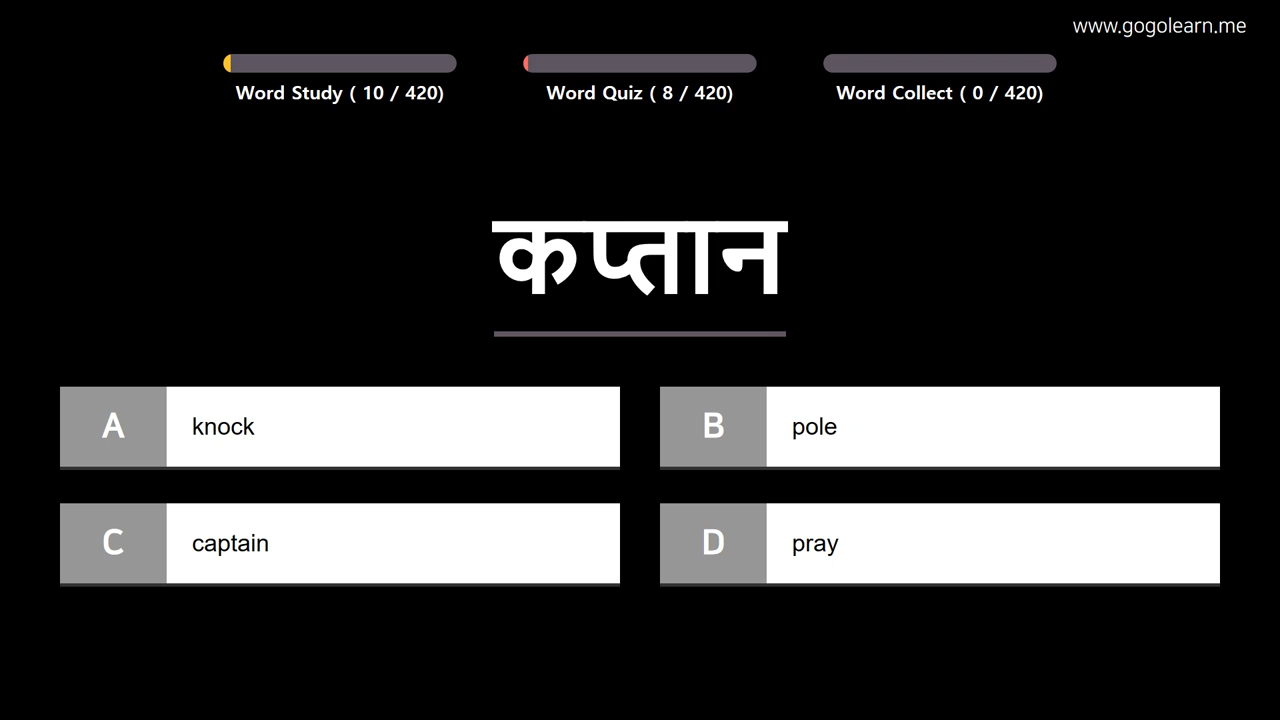 www.gogolearn.me
Word Study ( 10 / 420)
Word Quiz ( 8 / 420)
Word Collect ( 0 / 420)
कप्तान
A knock
B pole
C captain
D pray